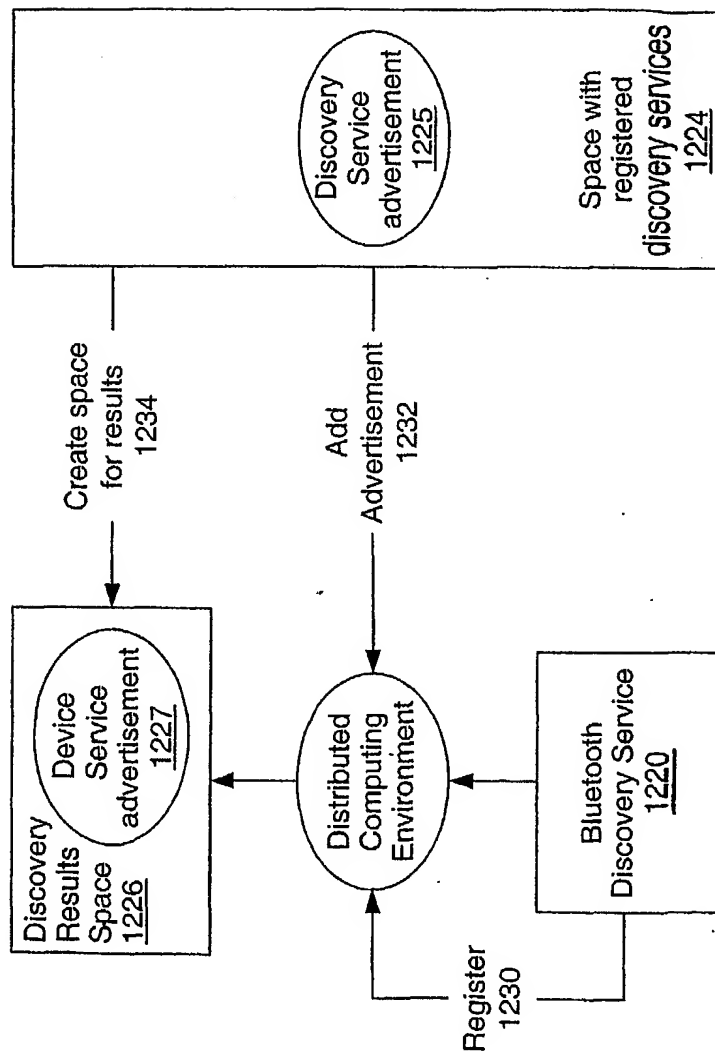 Discovery
Results
Space
1226
Device
Service
advertisement
1227
Create space
for results
1234
Discovery
Service
advertisement
1225
Space with
registered
discovery services
1224
Distributed
Computing
Environment
Add
Advertisement
1232
Register
1230
Bluetooth
Discovery Service
1220